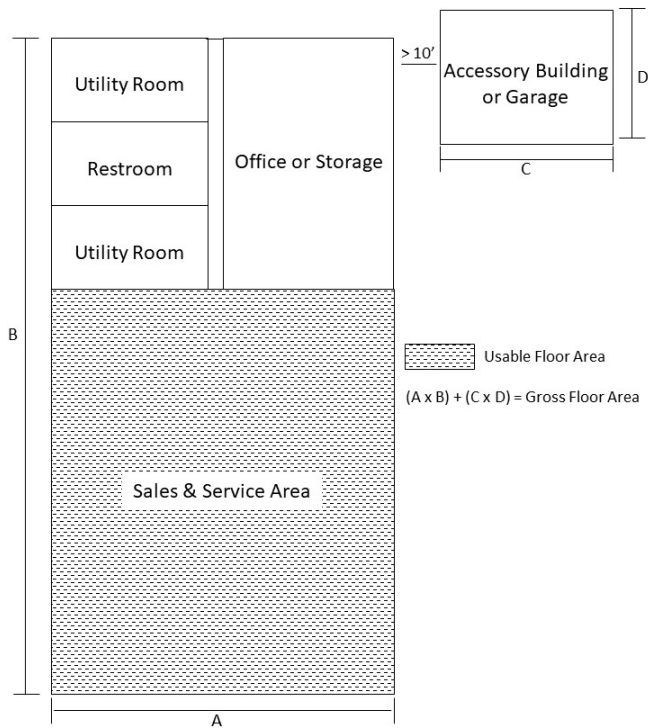 > 10'
Accessory Building
or Garage
D
C
Utility Room
Restroom
Utility Room
Office or Storage
B
Usable Floor Area
(A x B) + (C x D) = Gross Floor Area
Sales & Service Area
A